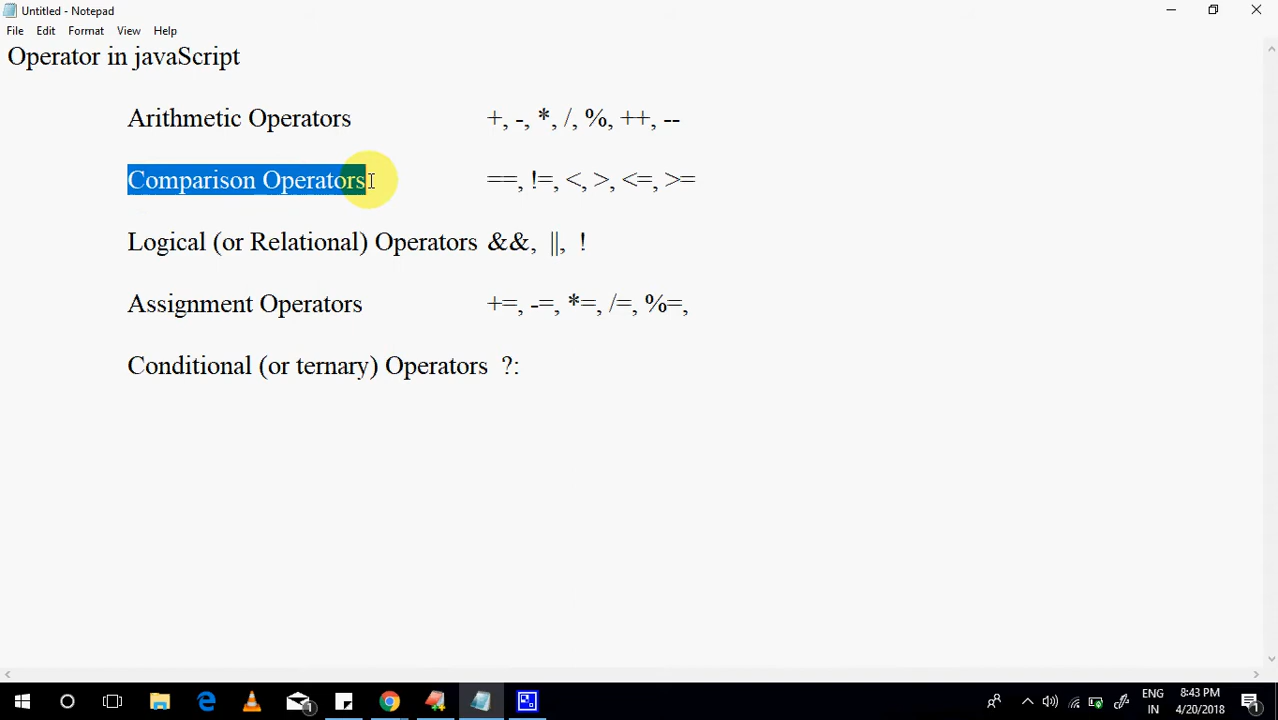 Untitled - Notepad
File Edit Format View Help
Operator in javaScript
Arithmetic Operators +, -, *, /, %, ++, --
Comparison Operators ==, !=, <, >, <=, >=
Logical (or Relational) Operators &&, ||, !
Assignment Operators +=, -=, *=, /=, %=,
Conditional (or ternary) Operators ?:
ENG 8:43 PM
IN 4/20/2018